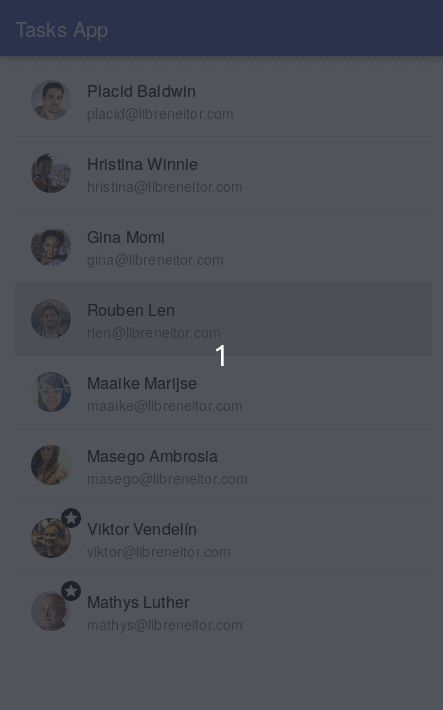 Tasks App
Placid Baldwin
placid@libreneitor.com
Hristina Winnie
hristina@libreneitor.com
Gina Momi
gina@libreneitor.com
Rouben Len
rlen@libreneitor.com
1
Maaike Marijse
maaike@libreneitor.com
Masego Ambrosia
masego@libreneitor.com
Viktor Vendelín
viktor@libreneitor.com
Mathys Luther
mathys@libreneitor.com